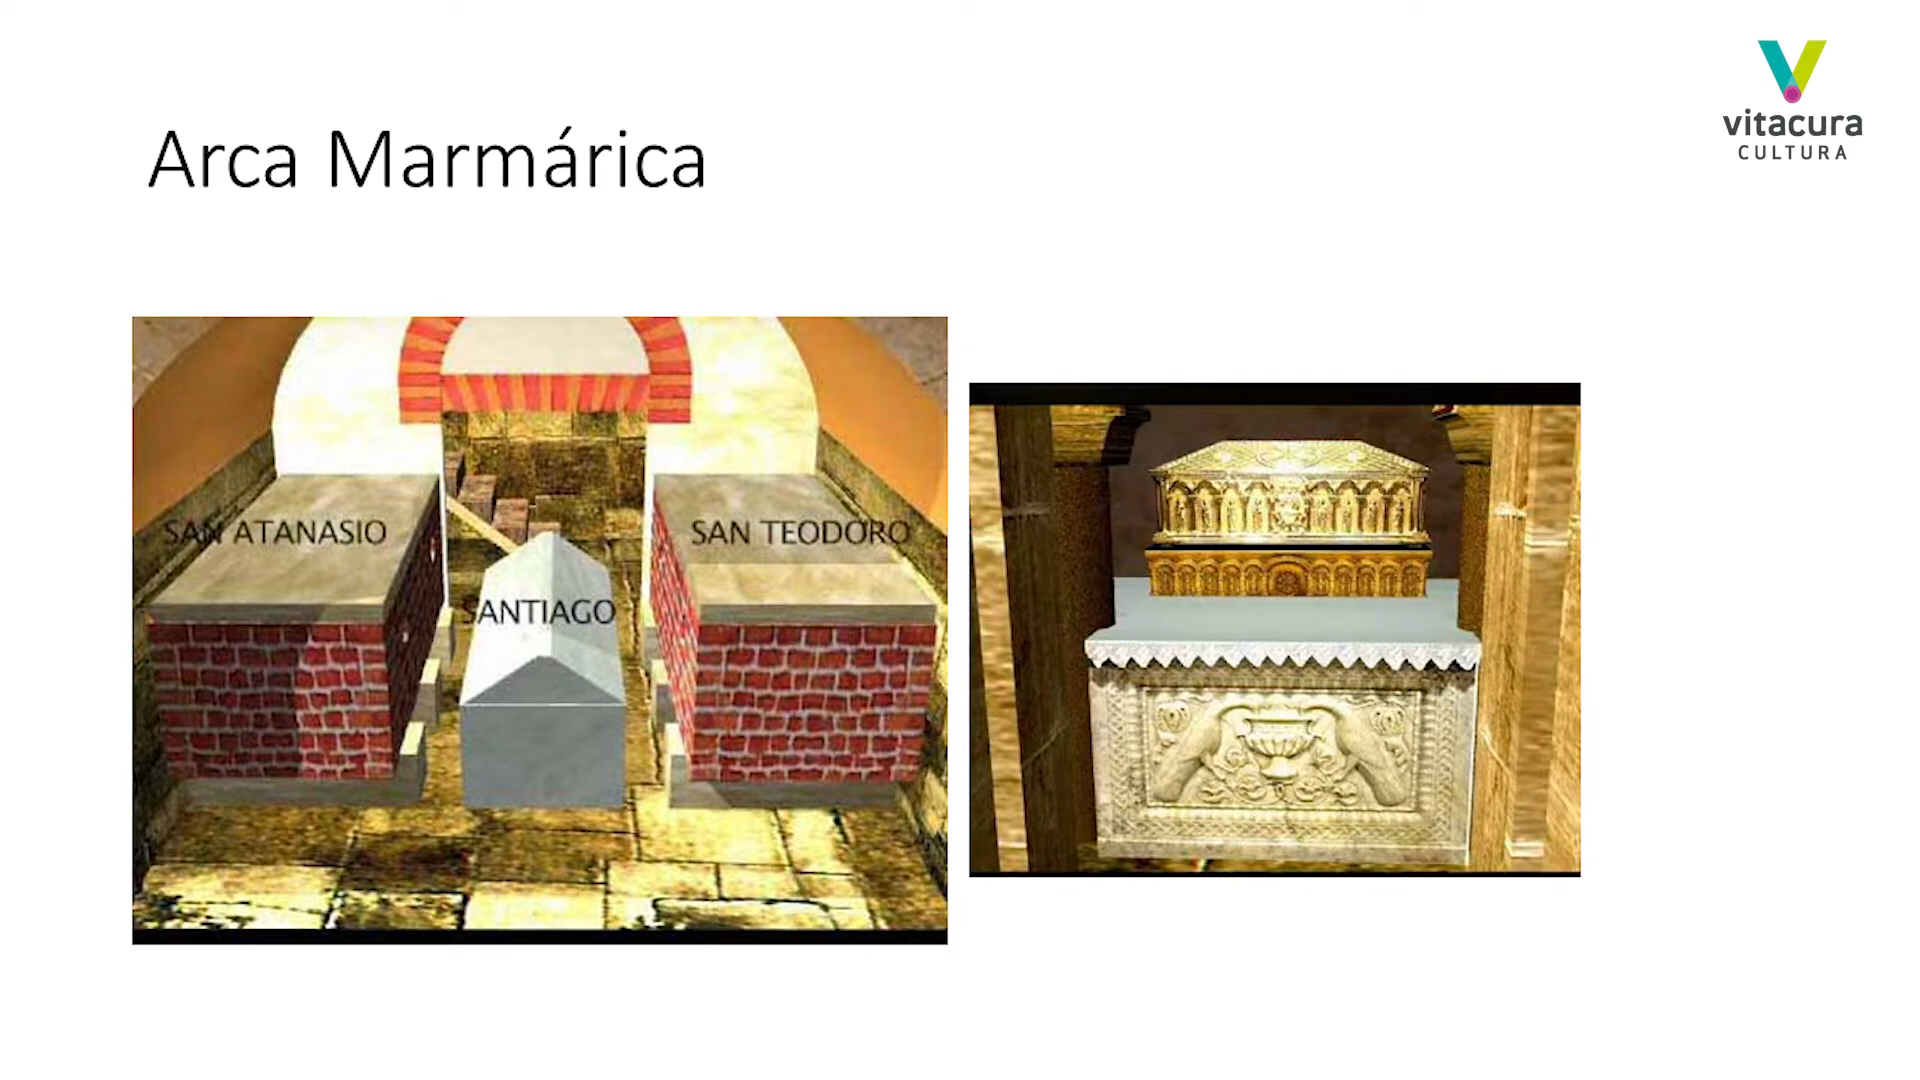 Arca Marmárica
vitacura
CULTURA
SAN ATANASIO
SAN TEODORO
SANTIAGO